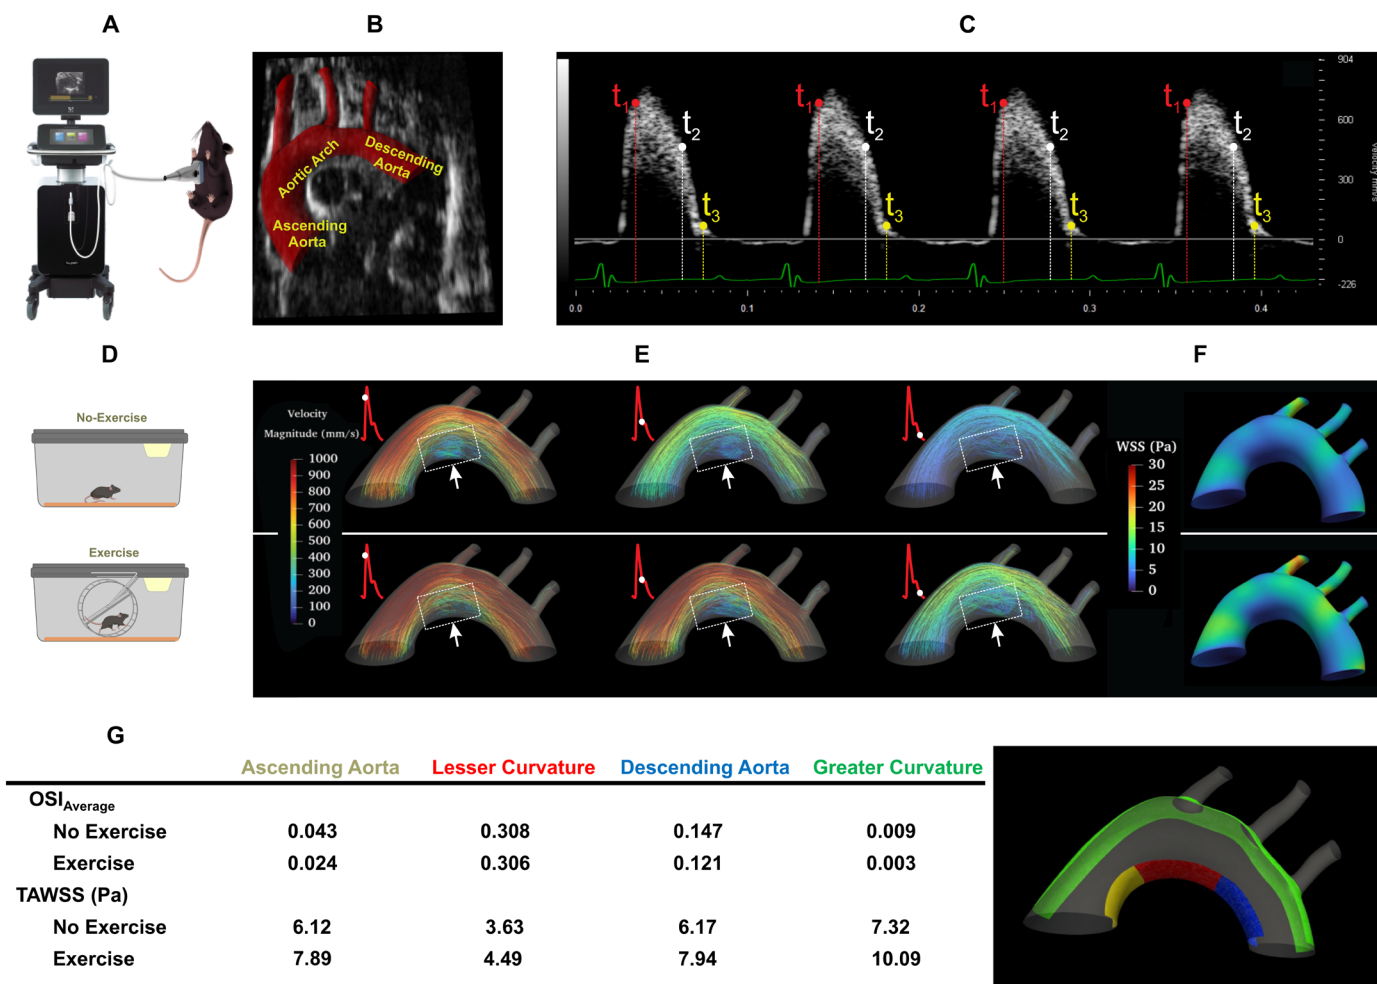 A
B
C
Aortic Arch
Descending
Aorta
Ascending
Aorta
t1 t2 t3
t1 t2 t3
t1 t2 t3
t1 t2 t3
904
600
300
0
-226
velocity mm/s
0.0 0.1 0.2 0.3 0.4
D
E
F
No-Exercise
Exercise
Velocity
Magnitude (mm/s)
1000
900
800
700
600
500
400
300
200
100
0
WSS (Pa)
30
25
20
15
10
5
0
G
Ascending Aorta Lesser Curvature Descending Aorta Greater Curvature
OSIAverage
No Exercise 0.043 0.308 0.147 0.009
Exercise 0.024 0.306 0.121 0.003
TAWSS (Pa)
No Exercise 6.12 3.63 6.17 7.32
Exercise 7.89 4.49 7.94 10.09